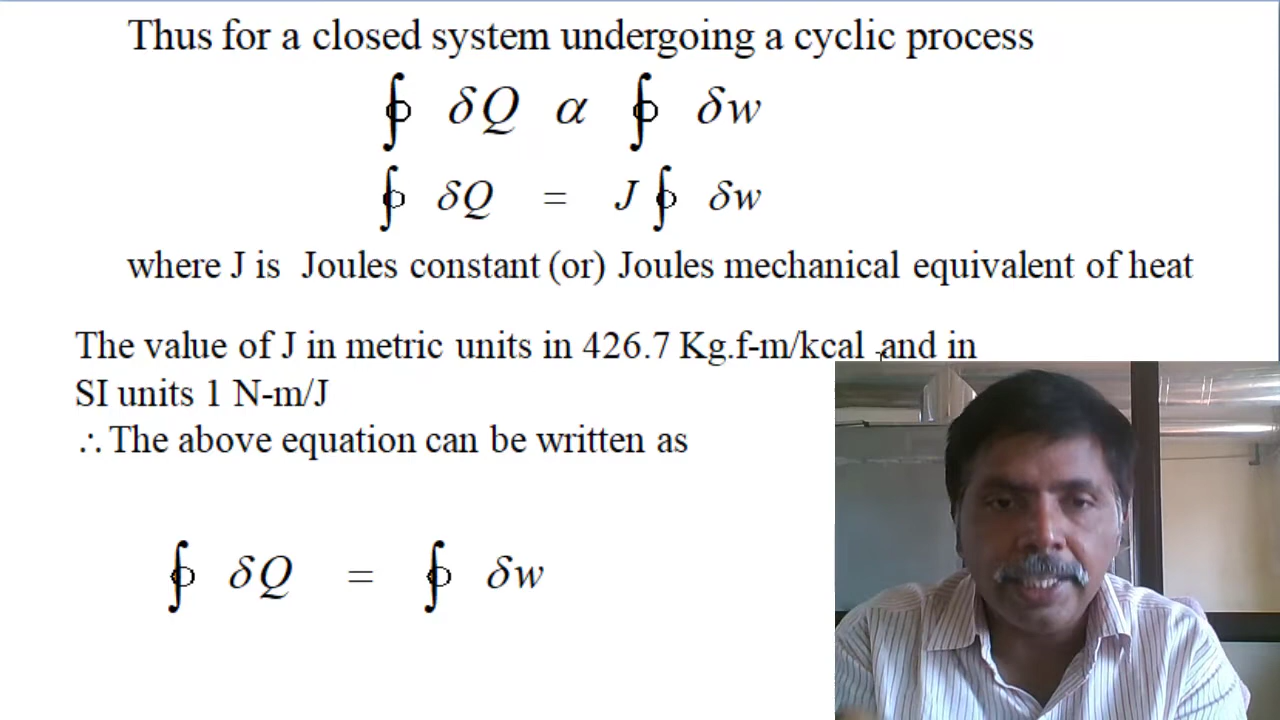 Thus for a closed system undergoing a cyclic process
∮ δQ α ∮ δw
∮ δQ = J ∮ δw
where J is Joules constant (or) Joules mechanical equivalent of heat
The value of J in metric units in 426.7 Kg.f-m/kcal and in
SI units 1 N-m/J
∴ The above equation can be written as
∮ δQ = ∮ δw